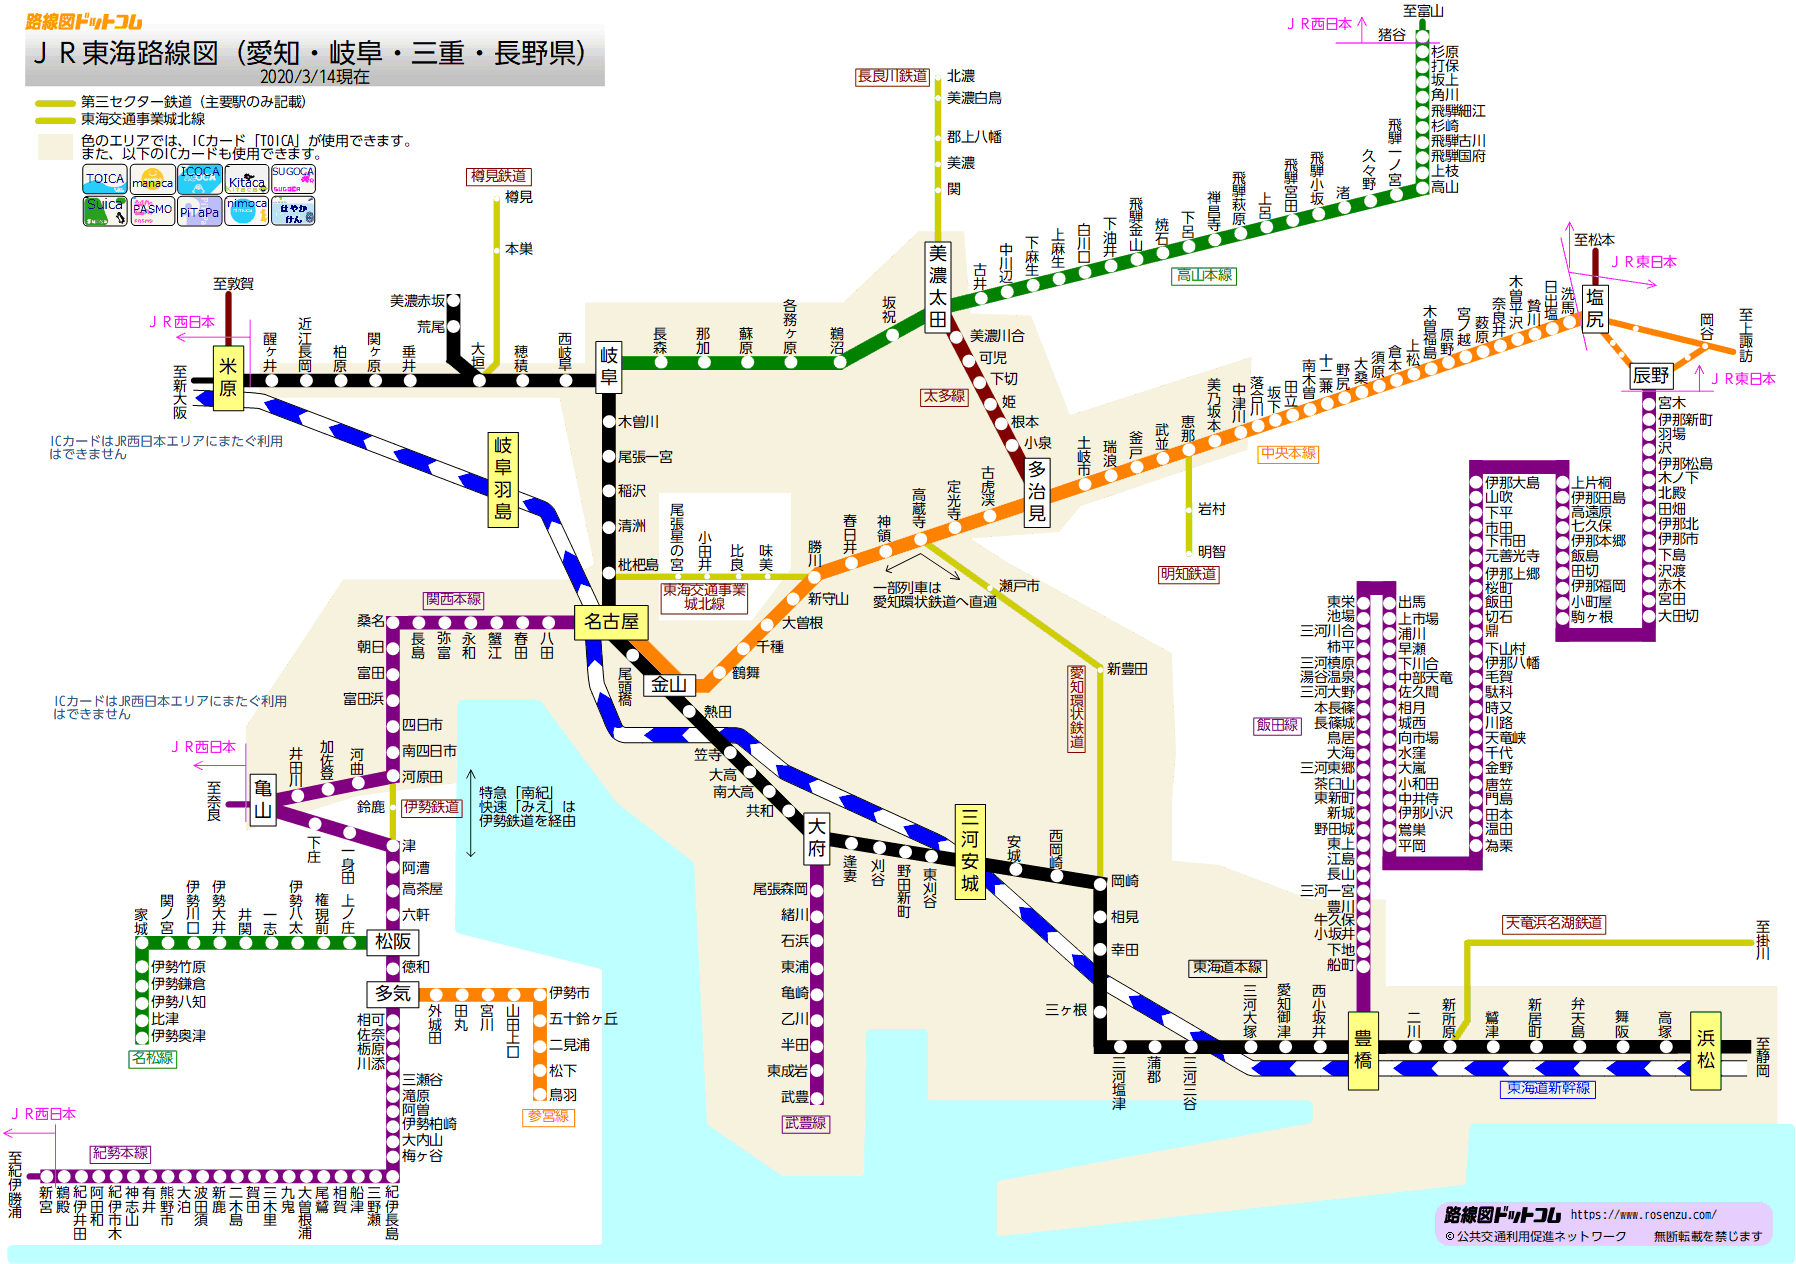 路線図ドットコム
ＪＲ東海路線図（愛知・岐阜・三重・長野県）
2020/3/14現在
第三セクター鉄道（主要駅のみ記載）
東海交通事業城北線
色のエリアでは、ICカード「TOICA」が使用できます。
また、以下のICカードも使用できます。
TOICA
manaca
ICOCA
Kitaca
SUGOCA
Suica
PASMO
PiTaPa
nimoca
はやかけん
樽見鉄道
樽見
本巣
長良川鉄道
北濃
美濃白鳥
郡上八幡
美濃
関
美濃太田
至富山
ＪＲ西日本
猪谷
杉原
打保
坂上
角川
飛騨細江
杉崎
飛騨古川
飛騨国府
上枝
高山
飛騨一ノ宮
久々野
渚
飛騨小坂
飛騨宮田
上呂
飛騨萩原
禅昌寺
下呂
焼石
飛騨金山
下油井
白川口
上麻生
下麻生
中川辺
古井
高山本線
坂祝
鵜沼
各務ヶ原
蘇原
那加
長森
岐阜
至敦賀
ＪＲ西日本
米原
至新大阪
醒ヶ井
近江長岡
柏原
関ヶ原
垂井
大垣
穂積
西岐阜
美濃赤坂
荒尾
ICカードはJR西日本エリアにまたぐ利用
はできません
岐阜羽島
木曽川
尾張一宮
稲沢
清洲
枇杷島
尾張星の宮
小田井
比良
味美
東海交通事業
城北線
美濃川合
可児
下切
姫
根本
小泉
太多線
多治見
至松本
ＪＲ東日本
塩尻
洗馬
日出塩
贄川
木曽平沢
奈良井
薮原
宮ノ越
原野
木曽福島
上松
倉本
須原
大桑
野尻
十二兼
南木曽
田立
坂下
落合川
中津川
美乃坂本
恵那
武並
釜戸
瑞浪
土岐市
中央本線
古虎渓
定光寺
高蔵寺
神領
春日井
勝川
新守山
大曽根
千種
鶴舞
金山
一部列車は
愛知環状鉄道へ直通
瀬戸市
新豊田
愛知環状鉄道
岩村
明智
明知鉄道
岡谷
至上諏訪
辰野
ＪＲ東日本
宮木
伊那新町
羽場
沢
伊那松島
木ノ下
北殿
田畑
伊那北
伊那市
下島
沢渡
赤木
宮田
大田切
上片桐
伊那田島
高遠原
七久保
伊那本郷
飯島
田切
伊那福岡
小町屋
駒ヶ根
伊那大島
山吹
下平
市田
下市田
元善光寺
伊那上郷
桜町
飯田
切石
鼎
下山村
伊那八幡
毛賀
駄科
時又
川路
天竜峡
千代
金野
唐笠
門島
田本
温田
為栗
出馬
上市場
浦川
早瀬
下川合
中部天竜
佐久間
相月
城西
向市場
水窪
大嵐
小和田
中井侍
伊那小沢
鶯巣
平岡
東栄
池場
三河川合
柿平
三河槙原
湯谷温泉
三河大野
本長篠
長篠城
鳥居
大海
三河東郷
茶臼山
東新町
新城
野田城
東上
江島
長山
三河一宮
豊川
牛久保
小坂井
下地
船町
飯田線
関西本線
桑名
長島
弥富
永和
蟹江
春田
八田
名古屋
朝日
富田
富田浜
四日市
南四日市
河原田
尾頭橋
熱田
笠寺
大高
南大高
共和
大府
ICカードはJR西日本エリアにまたぐ利用
はできません
ＪＲ西日本
至奈良
亀山
井田川
加佐登
河曲
鈴鹿
伊勢鉄道
特急「南紀」
快速「みえ」は
伊勢鉄道を経由
下庄
一身田
津
阿漕
高茶屋
六軒
松阪
徳和
多気
家城
関ノ宮
伊勢川口
伊勢大井
井関
一志
伊勢八太
権現前
上ノ庄
伊勢竹原
伊勢鎌倉
伊勢八知
比津
伊勢奥津
名松線
外城田
田丸
宮川
山田上口
伊勢市
五十鈴ヶ丘
二見浦
松下
鳥羽
参宮線
相可
佐奈
栃原
川添
三瀬谷
滝原
阿曽
伊勢柏崎
大内山
梅ヶ谷
ＪＲ西日本
至紀伊勝浦
紀勢本線
新宮
鵜殿
紀伊井田
阿田和
紀伊市木
神志山
有井
熊野市
大泊
波田須
新鹿
二木島
賀田
三木里
九鬼
大曽根浦
尾鷲
相賀
船津
三野瀬
紀伊長島
逢妻
刈谷
野田新町
東刈谷
三河安城
安城
西岡崎
岡崎
相見
幸田
三ヶ根
三河塩津
蒲郡
三河三谷
三河大塚
愛知御津
西小坂井
豊橋
二川
新所原
鷲津
新居町
弁天島
舞阪
高塚
浜松
至静岡
東海道本線
東海道新幹線
天竜浜名湖鉄道
至掛川
尾張森岡
緒川
石浜
東浦
亀崎
乙川
半田
東成岩
武豊
武豊線
路線図ドットコム https://www.rosenzu.com/
©公共交通利用促進ネットワーク 無断転載を禁じます